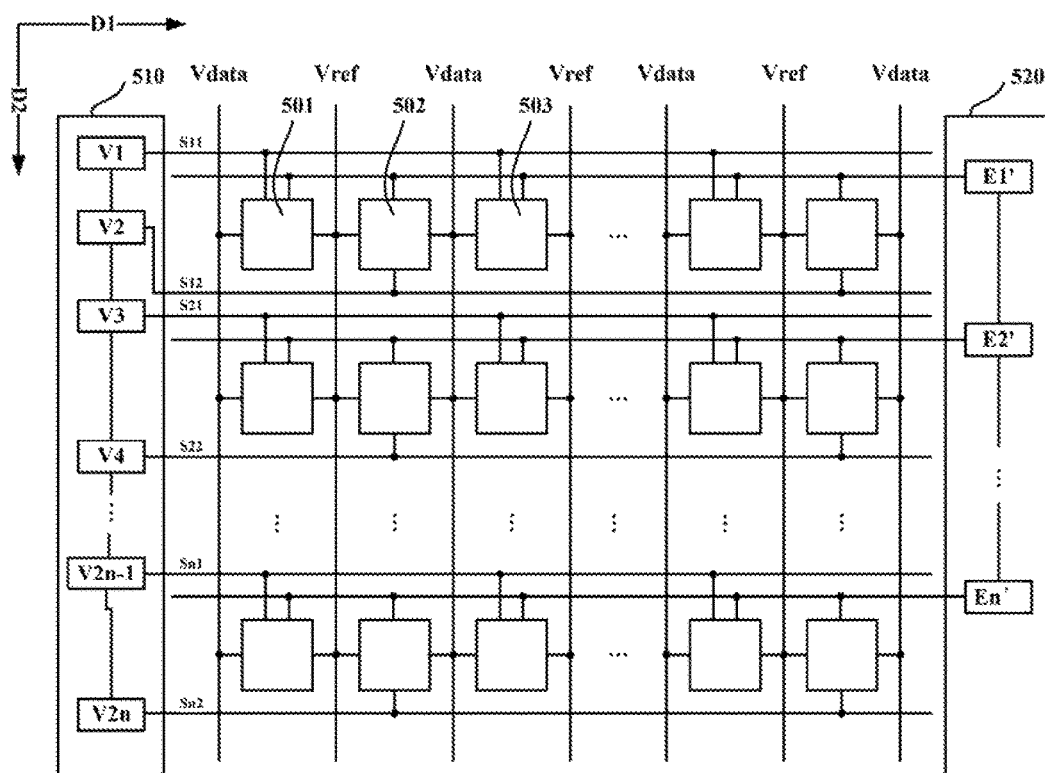 D1
D2
510
Vdata Vref Vdata Vref Vdata Vref Vdata
520
501 502 503
V1 S11
E1'
V2
...
S12
V3 S21
E2'
...
V4 S22
...
... ... ... ... ... ...
...
V2n-1 Sn1
En'
...
V2n Sn2